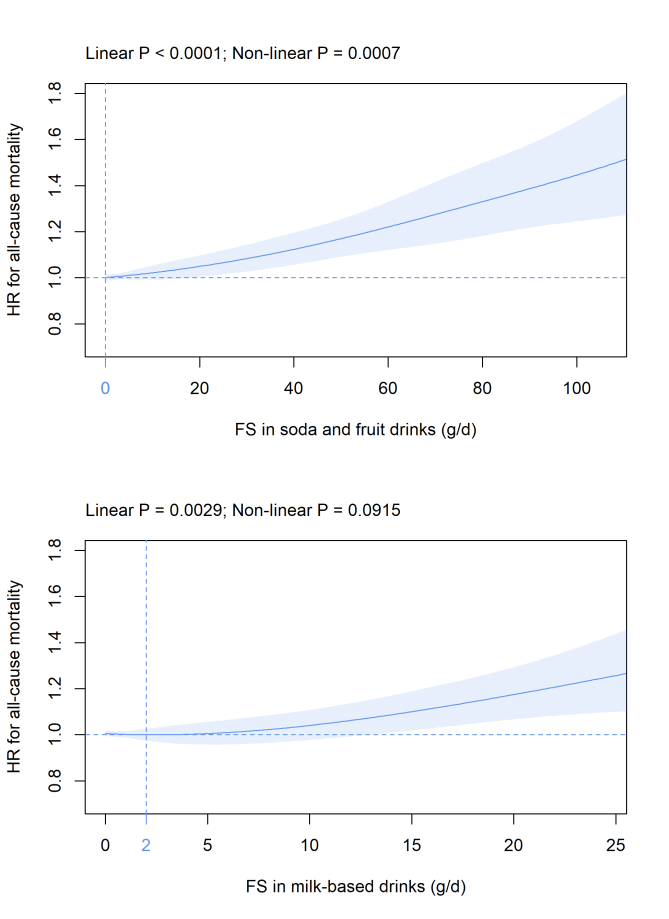 Linear P < 0.0001; Non-linear P = 0.0007
HR for all-cause mortality
1.8
1.6
1.4
1.2
1.0
0.8
0 20 40 60 80 100
FS in soda and fruit drinks (g/d)
Linear P = 0.0029; Non-linear P = 0.0915
HR for all-cause mortality
1.8
1.6
1.4
1.2
1.0
0.8
0 2 5 10 15 20 25
FS in milk-based drinks (g/d)